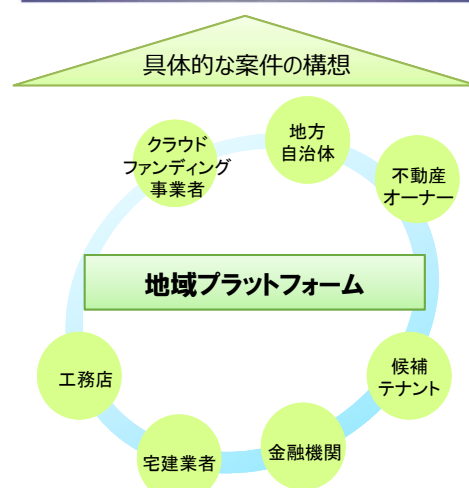 具体的な案件の構想
地方
自治体
クラウド
ファンディング
事業者
不動産
オーナー
地域プラットフォーム
候補
テナント
工務店
金融機関
宅建業者